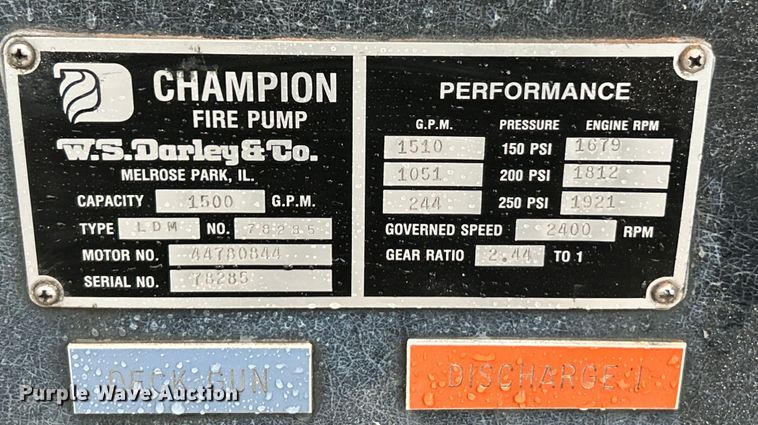 CHAMPION
FIRE PUMP
W.S. Darley & Co.
MELROSE PARK, IL.
CAPACITY 1500 G.P.M.
TYPE LDM NO. 78285
MOTOR NO. 44780844
SERIAL NO. 78285
PERFORMANCE
G.P.M. PRESSURE ENGINE RPM
1510 150 PSI 1679
1051 200 PSI 1812
244 250 PSI 1921
GOVERNED SPEED 2400 RPM
GEAR RATIO 2.44 TO 1
DECK GUN
DISCHARGE 1
Purple Wave Auction